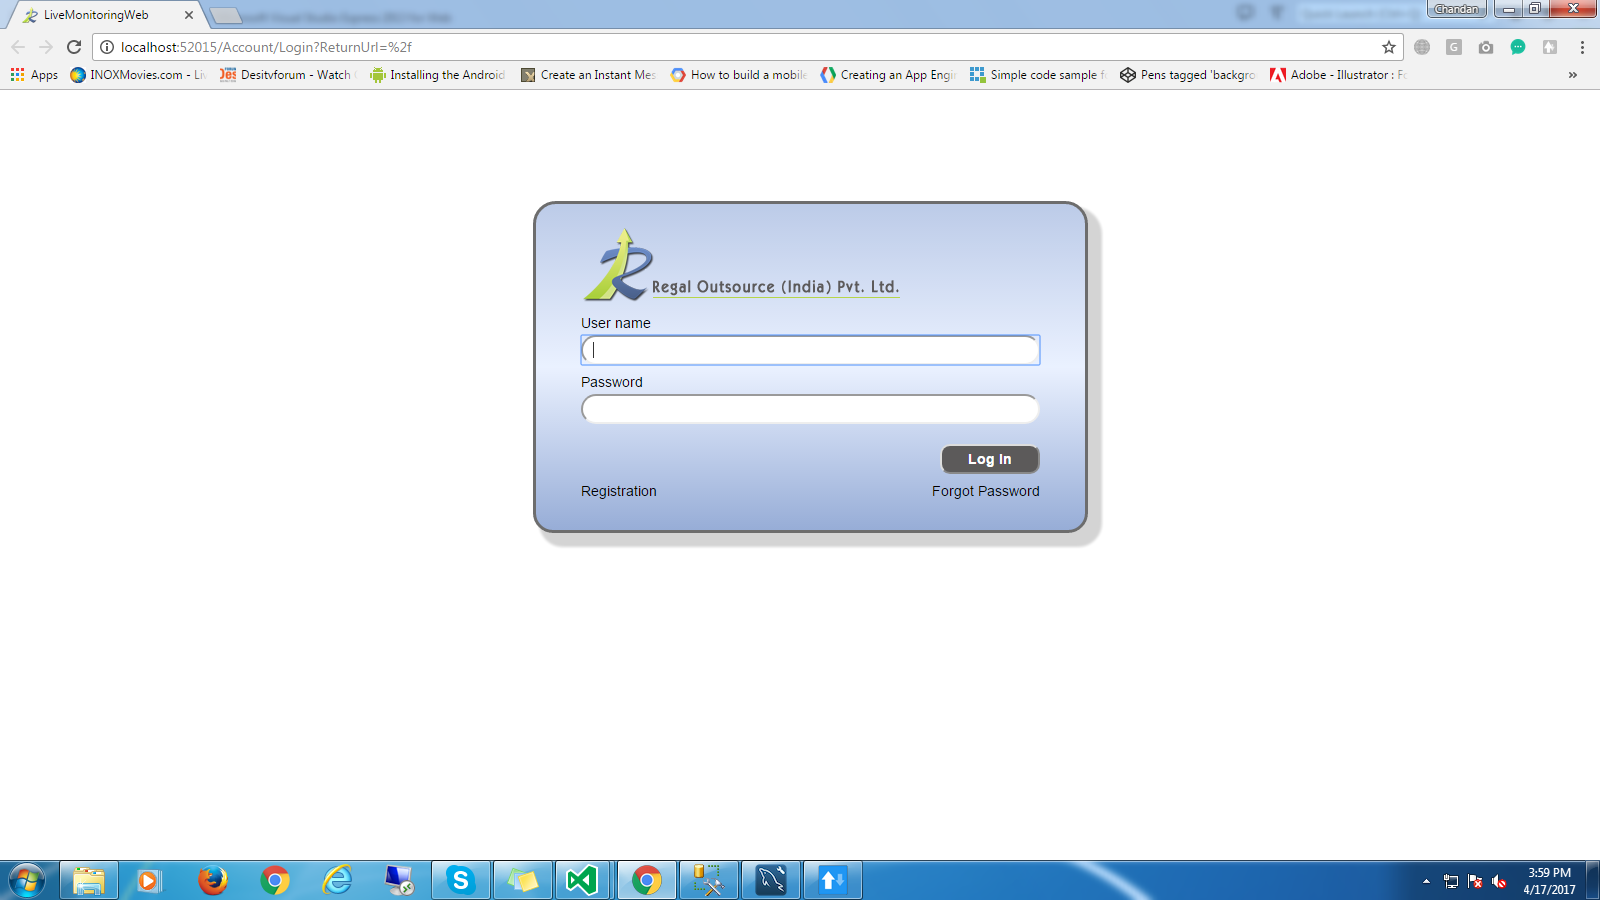 LiveMonitoringWeb
Chandan
localhost:52015/Account/Login?ReturnUrl=%2f
Apps
INOXMovies.com - Liv
Desitvforum - Watch
Installing the Android
Create an Instant Mes
How to build a mobile
Creating an App Engi
Simple code sample f
Pens tagged 'backgro
Adobe - Illustrator : Fo
»
Regal Outsource (India) Pvt. Ltd.
User name
Password
Log In
Registration
Forgot Password
3:59 PM
4/17/2017